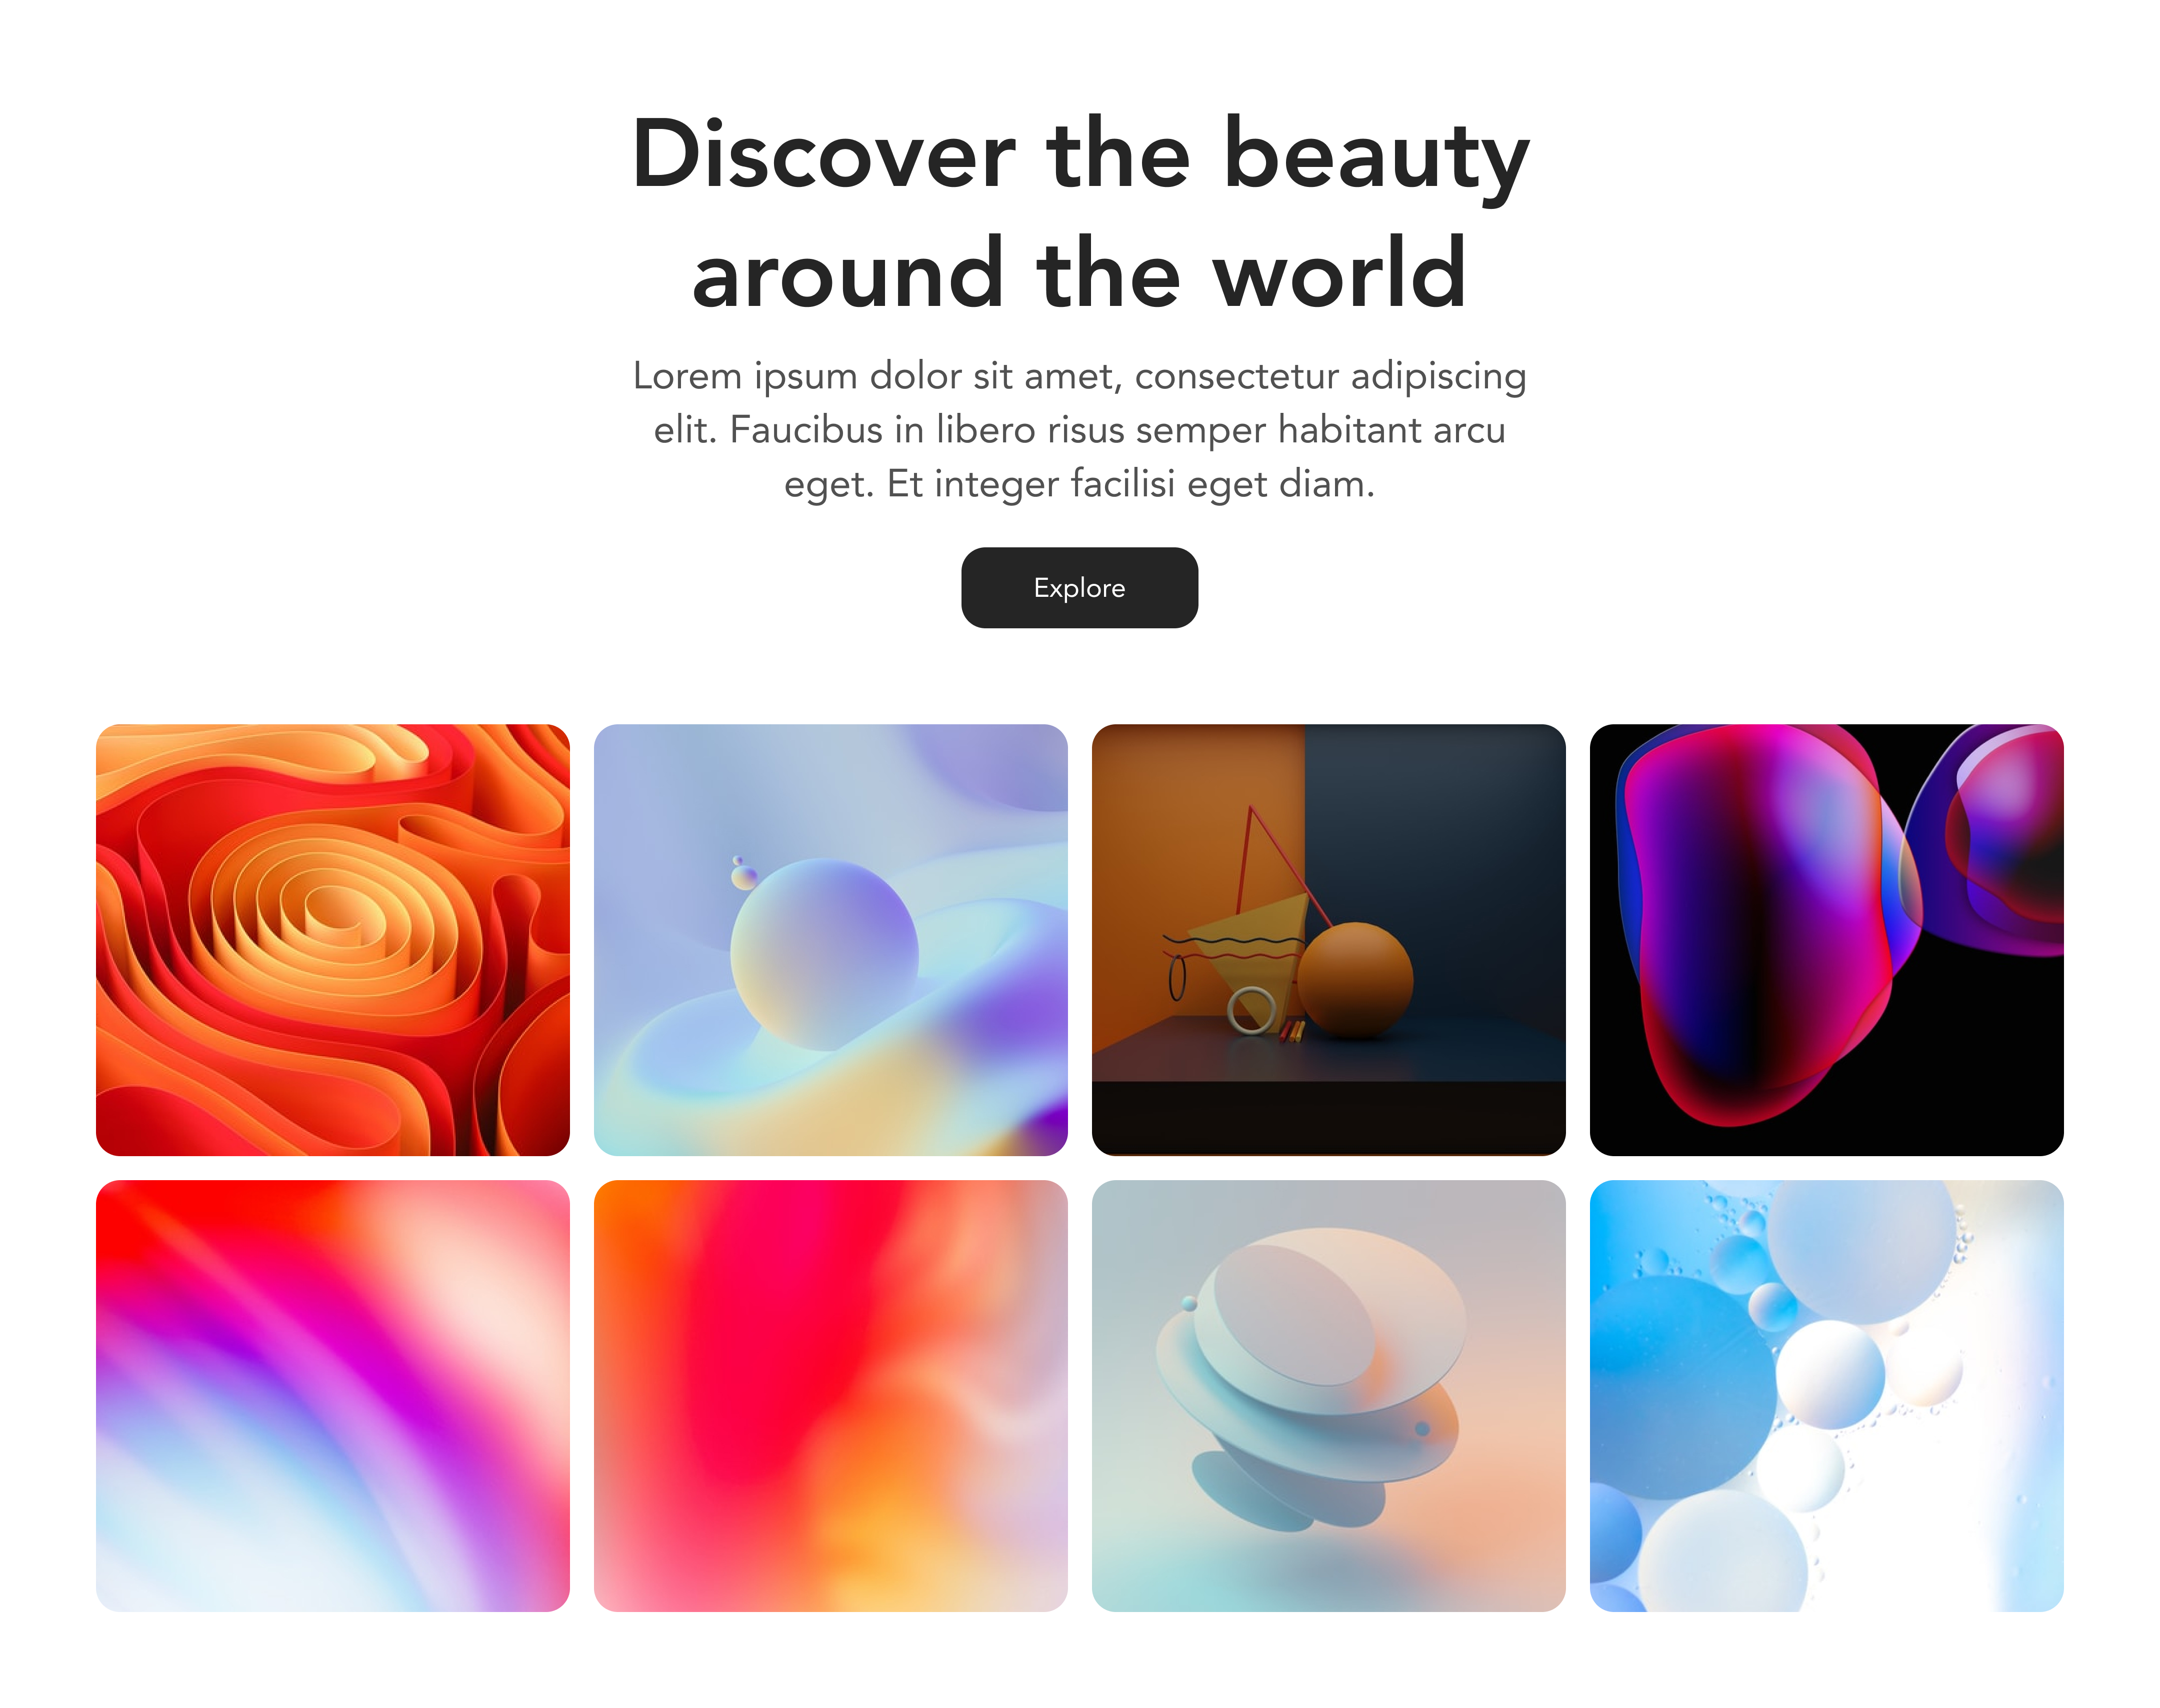 Discover the beauty
around the world
Lorem ipsum dolor sit amet, consectetur adipiscing
elit. Faucibus in libero risus semper habitant arcu
eget. Et integer facilisi eget diam.
Explore